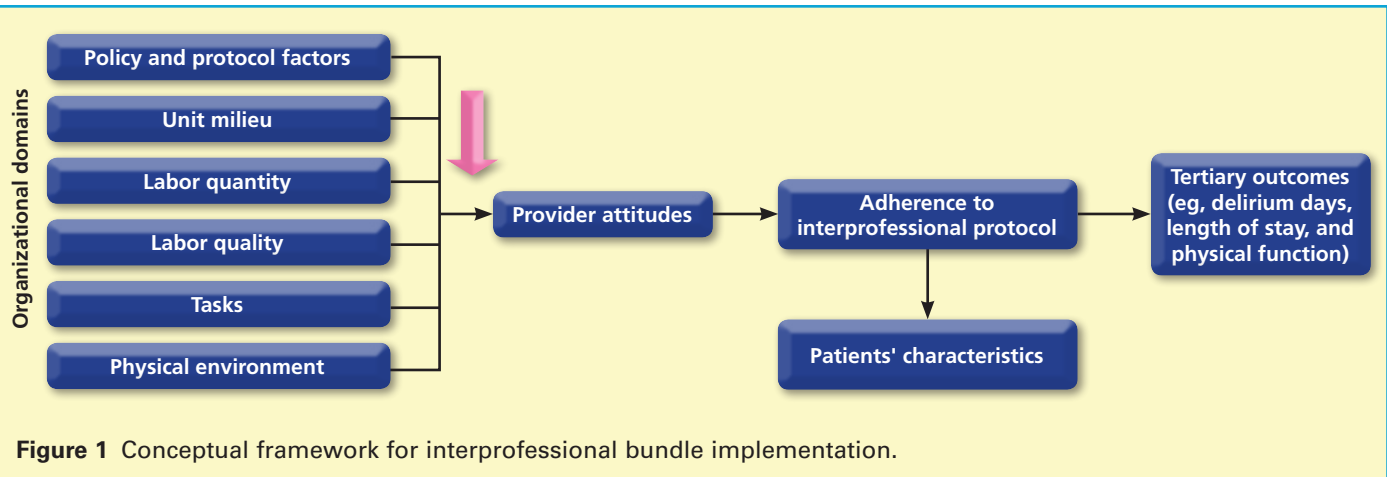 Organizational domains
Policy and protocol factors
Unit milieu
Labor quantity
Labor quality
Tasks
Physical environment
Provider attitudes
Adherence to
interprofessional protocol
Patients' characteristics
Tertiary outcomes
(eg, delirium days,
length of stay, and
physical function)
Figure 1 Conceptual framework for interprofessional bundle implementation.